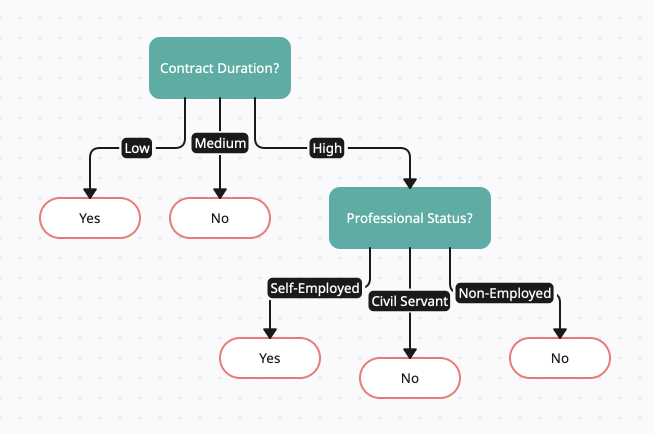 Contract Duration?
Low
Medium
High
Yes
No
Professional Status?
Self-Employed
Civil Servant
Non-Employed
Yes
No
No